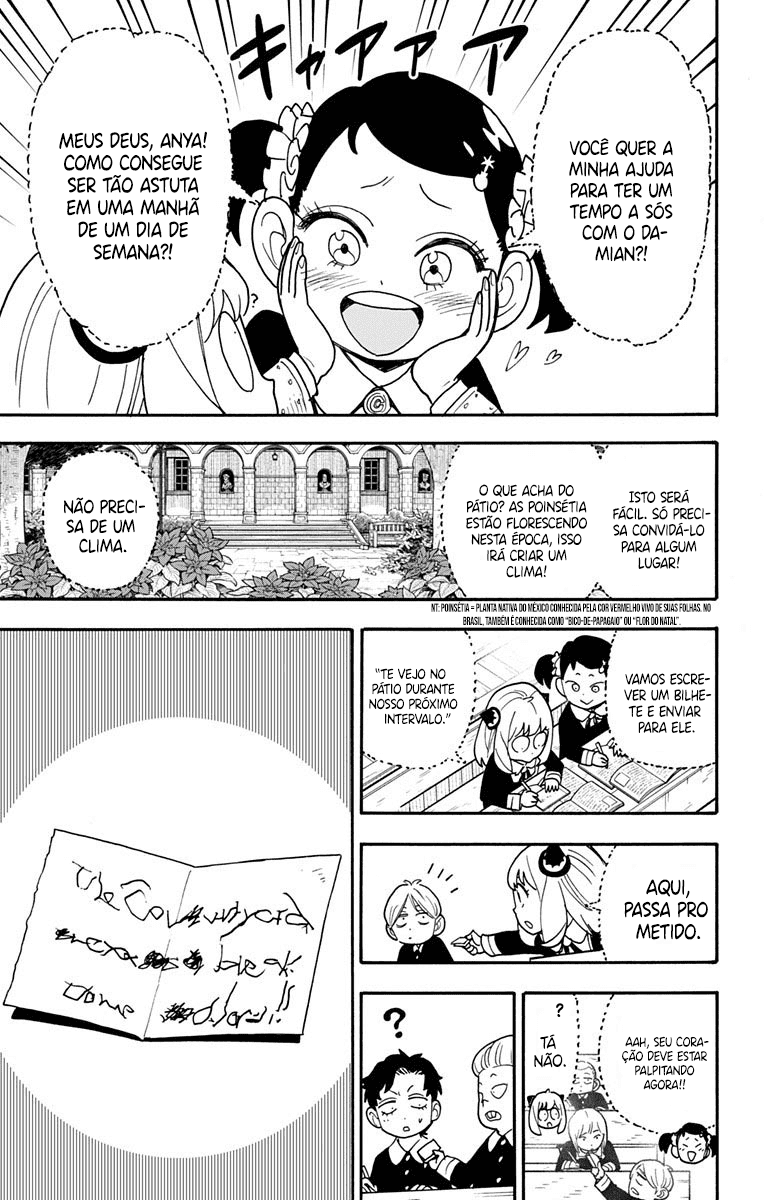 キャアアア
VOCÊ QUER A
MINHA AJUDA
PARA TER UM
TEMPO A SÓS
COM O DA-
MIAN?!
MEUS DEUS, ANYA!
COMO CONSEGUE
SER TÃO ASTUTA
EM UMA MANHÃ
DE UM DIA DE
SEMANA?!
ISTO SERÁ
FÁCIL. SÓ PRECI-
SA CONVIDÁ-LO
PARA ALGUM
LUGAR!
O QUE ACHA DO
PÁTIO? AS POINSÉTIA
ESTÃO FLORESCENDO
NESTA ÉPOCA, ISSO
IRÁ CRIAR UM
CLIMA!
NÃO PRECI-
SA DE UM
CLIMA.
NT: POINSÉTIA = PLANTA NATIVA DO MÉXICO CONHECIDA PELA COR VERMELHO VIVO DE SUAS FOLHAS. NO
BRASIL, TAMBÉM É CONHECIDA COMO "BICO-DE-PAPAGAIO" OU "FLOR DO NATAL".
VAMOS ESCRE-
VER UM BILHE-
TE E ENVIAR
PARA ELE.
"TE VEJO NO
PÁTIO DURANTE
NOSSO PRÓXIMO
INTERVALO."
AQUI,
PASSA PRO
METIDO.
AAH, SEU CORA-
ÇÃO DEVE ESTAR
PALPITANDO
AGORA!!
?
TÁ
NÃO.
?
The